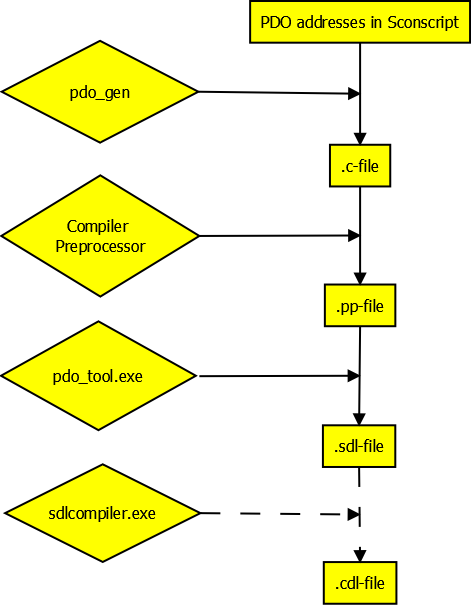 PDO addresses in Sconscript
pdo_gen
.c-file
Compiler
Preprocessor
.pp-file
pdo_tool.exe
.sdl-file
sdlcompiler.exe
.cdl-file